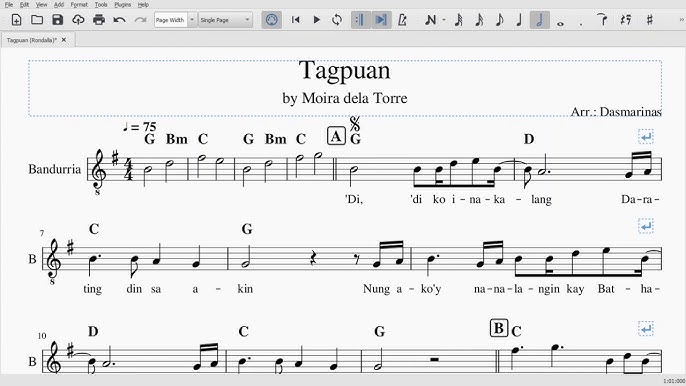 File Edit View Add Format Tools Plugins Help
Page Width Single Page
Tagpuan (Rondalla)*
Tagpuan
by Moira dela Torre
Arr.: Dasmarinas
♩ = 75
G Bm C G Bm C A G D
Bandurria
'Di, 'di ko i-na-ka- lang Da-ra-
7 C G
B
ting din sa a- kin Nung a-ko'y na-na-la-ngin kay Bat-ha-
10 D C G B C
B
1:01:000